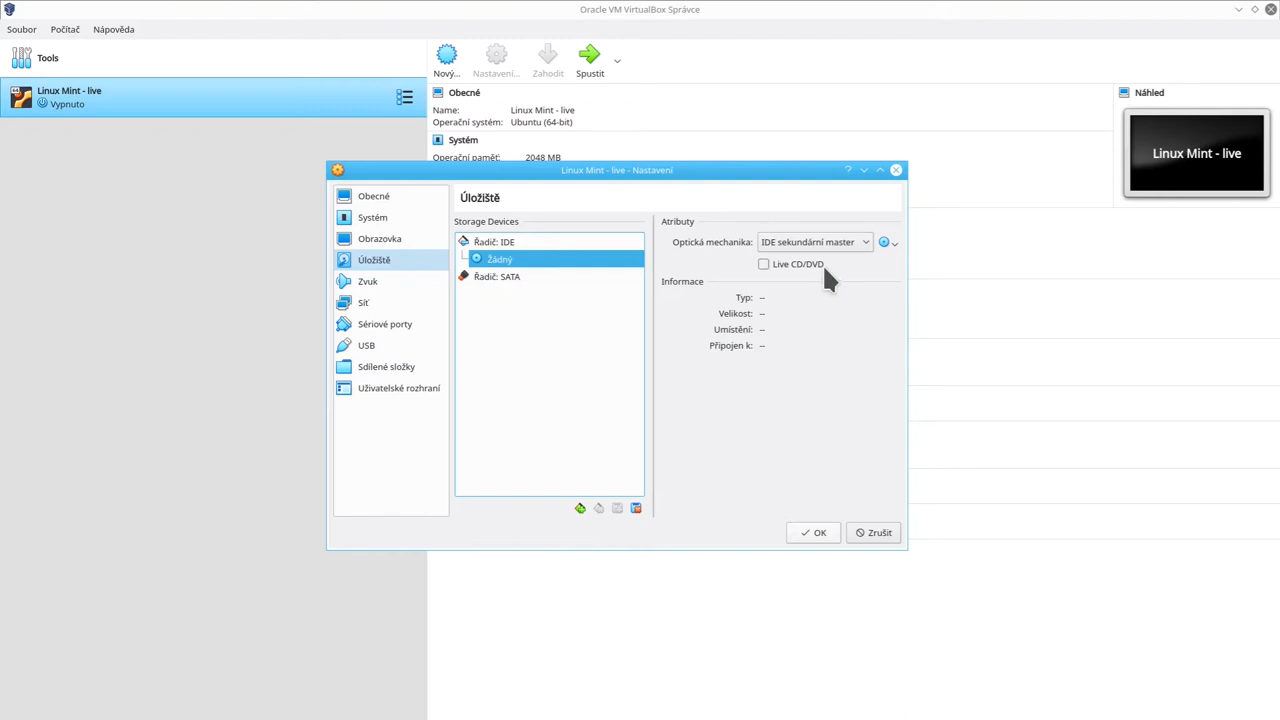 Oracle VM VirtualBox Správce
Soubor Počítač Nápověda
Tools
Linux Mint - live
Vypnuto
Nový... Nastavení... Zahodit Spustit
Obecné
Name: Linux Mint - live
Operační systém: Ubuntu (64-bit)
Systém
Operační paměť: 2048 MB
Náhled
Linux Mint - live
Linux Mint - live - Nastavení
Obecné
Systém
Obrazovka
Úložiště
Zvuk
Síť
Sériové porty
USB
Sdílené složky
Uživatelské rozhraní
Úložiště
Storage Devices
Řadič: IDE
Žádný
Řadič: SATA
Atributy
Optická mechanika: IDE sekundární master
Live CD/DVD
Informace
Typ: --
Velikost: --
Umístění: --
Připojen k: --
OK Zrušit